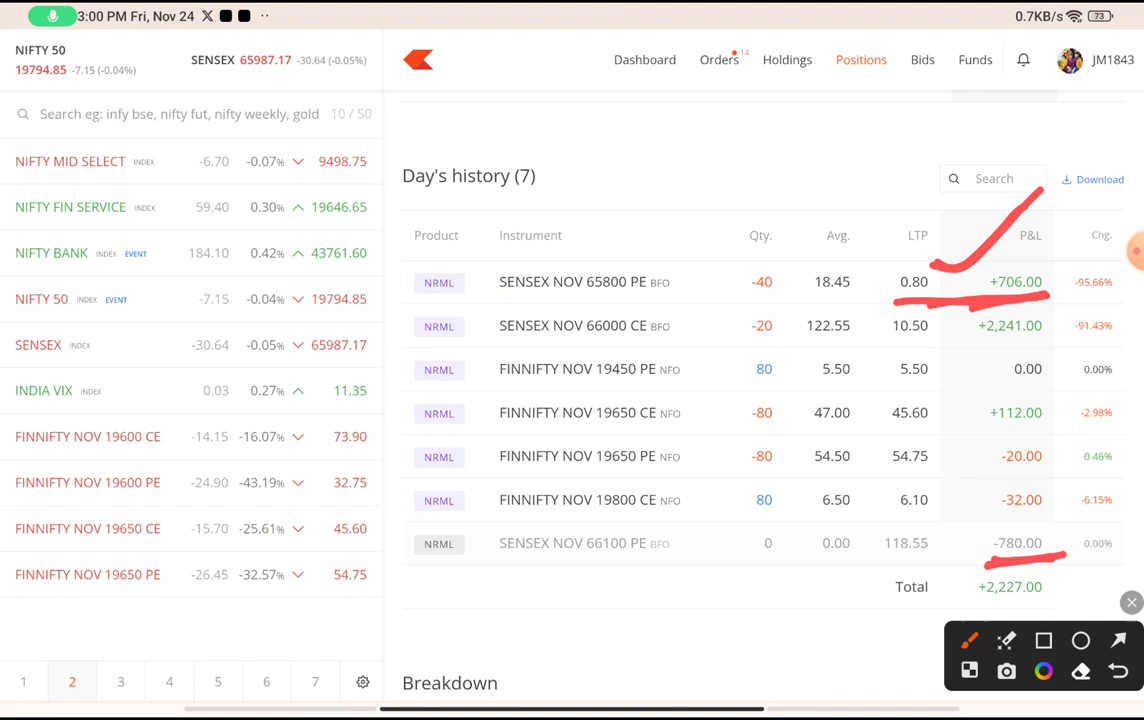 3:00 PM Fri, Nov 24
0.7KB/s 73
NIFTY 50
19794.85 -7.15 (-0.04%)
SENSEX 65987.17 -30.64 (-0.05%)
Dashboard Orders 14 Holdings Positions Bids Funds JM1843
Search eg: infy bse, nifty fut, nifty weekly, gold 10 / 50
NIFTY MID SELECT INDEX -6.70 -0.07% 9498.75
NIFTY FIN SERVICE INDEX 59.40 0.30% 19646.65
NIFTY BANK INDEX EVENT 184.10 0.42% 43761.60
NIFTY 50 INDEX EVENT -7.15 -0.04% 19794.85
SENSEX INDEX -30.64 -0.05% 65987.17
INDIA VIX INDEX 0.03 0.27% 11.35
FINNIFTY NOV 19600 CE -14.15 -16.07% 73.90
FINNIFTY NOV 19600 PE -24.90 -43.19% 32.75
FINNIFTY NOV 19650 CE -15.70 -25.61% 45.60
FINNIFTY NOV 19650 PE -26.45 -32.57% 54.75
1 2 3 4 5 6 7
Day's history (7) Search Download
Product Instrument Qty. Avg. LTP P&L Chg.
NRML SENSEX NOV 65800 PE BFO -40 18.45 0.80 +706.00 -95.66%
NRML SENSEX NOV 66000 CE BFO -20 122.55 10.50 +2,241.00 -91.43%
NRML FINNIFTY NOV 19450 PE NFO 80 5.50 5.50 0.00 0.00%
NRML FINNIFTY NOV 19650 CE NFO -80 47.00 45.60 +112.00 -2.98%
NRML FINNIFTY NOV 19650 PE NFO -80 54.50 54.75 -20.00 0.46%
NRML FINNIFTY NOV 19800 CE NFO 80 6.50 6.10 -32.00 -6.15%
NRML SENSEX NOV 66100 PE BFO 0 0.00 118.55 -780.00 0.00%
Total +2,227.00
Breakdown